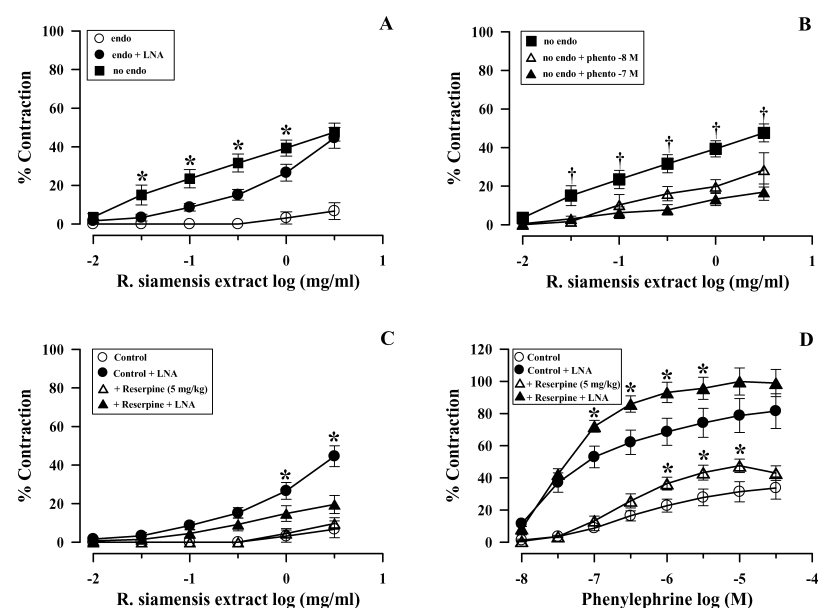 A
100
80
60
40
20
0
% Contraction
endo
endo + LNA
no endo
* * * *
-2 -1 0 1
R. siamensis extract log (mg/ml)
B
100
80
60
40
20
0
% Contraction
no endo
no endo + phento -8 M
no endo + phento -7 M
† † † † †
-2 -1 0 1
R. siamensis extract log (mg/ml)
C
100
80
60
40
20
0
% Contraction
Control
Control + LNA
+ Reserpine (5 mg/kg)
+ Reserpine + LNA
* *
-2 -1 0 1
R. siamensis extract log (mg/ml)
D
120
100
80
60
40
20
0
% Contraction
Control
Control + LNA
+ Reserpine (5 mg/kg)
+ Reserpine + LNA
* * * *
* * *
-8 -7 -6 -5 -4
Phenylephrine log (M)